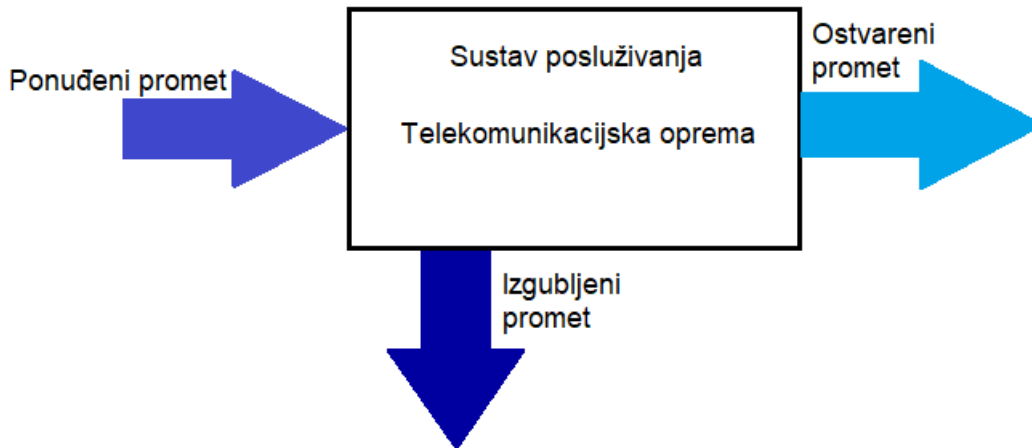 Ponuđeni promet
Sustav posluživanja
Telekomunikacijska oprema
Ostvareni
promet
Izgubljeni
promet